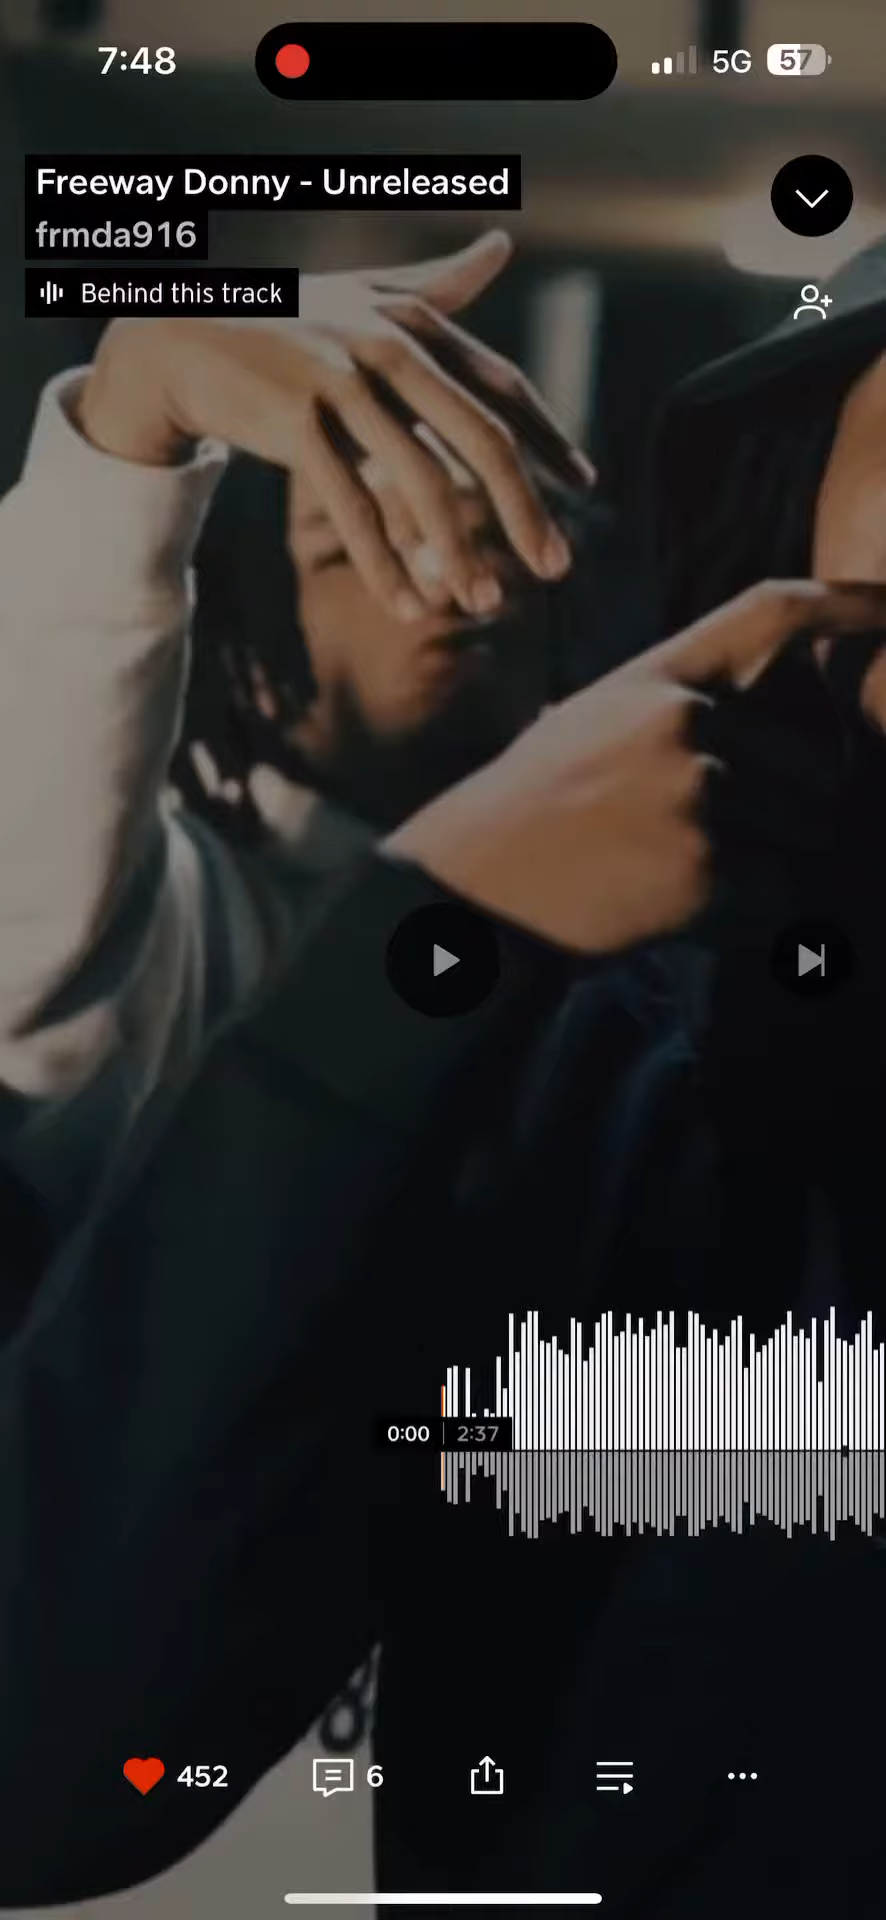 7:48
5G
57
Freeway Donny - Unreleased
frmda916
Behind this track
0:00
2:37
452
6